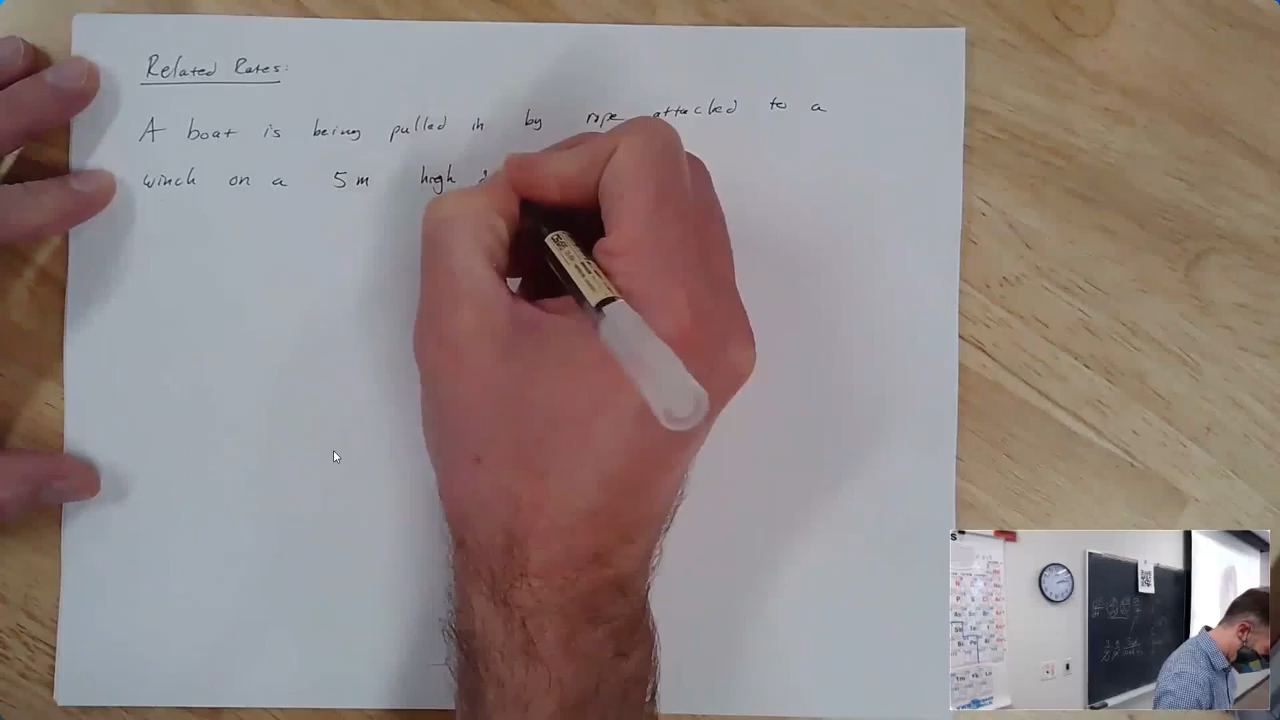 Related Rates:
A boat is being pulled in by rope attached to a
winch on a 5 m high